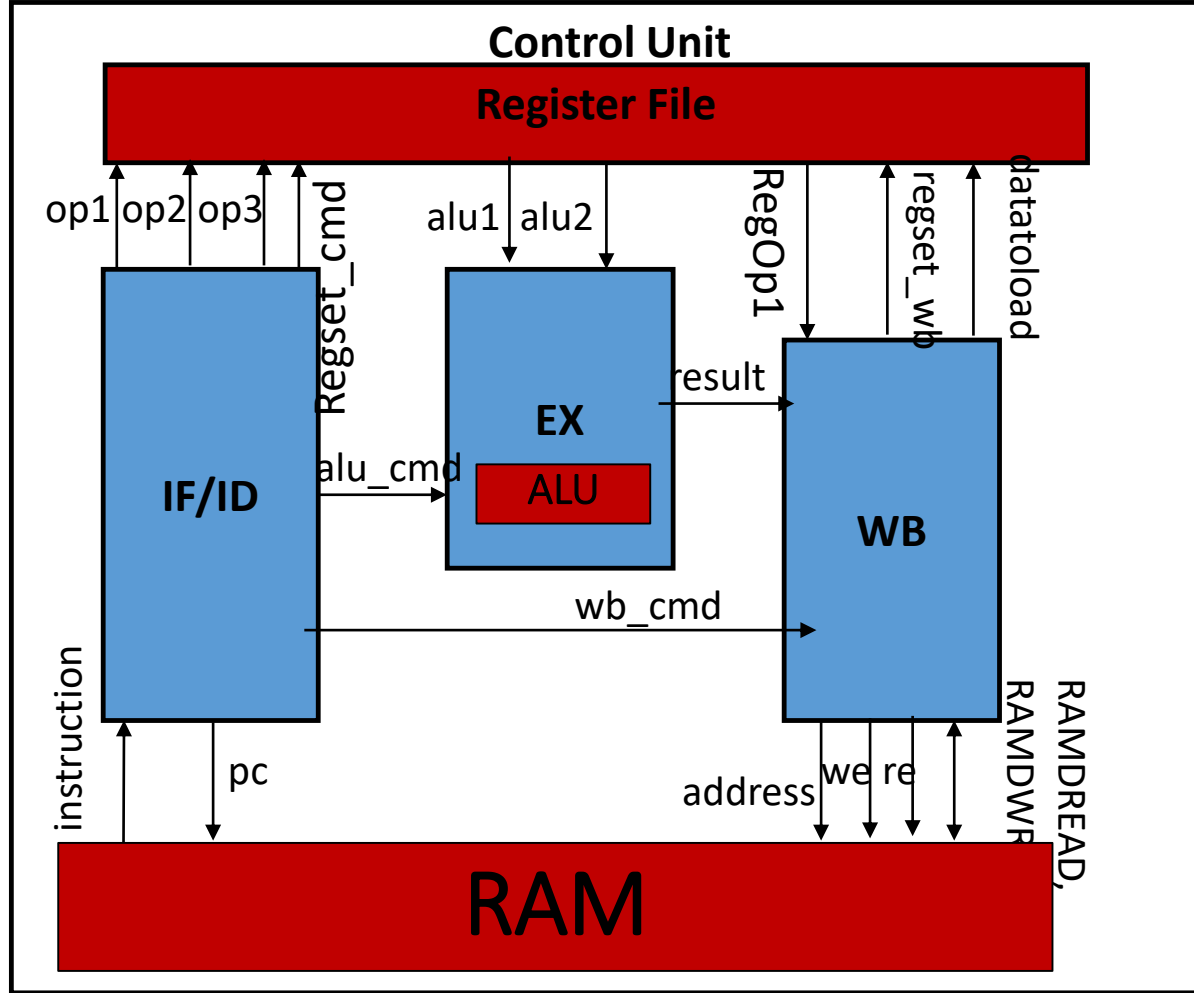 Control Unit
Register File
op1
op2
op3
Regset_cmd
alu1
alu2
RegOp1
regset_wb
datatoload
result
EX
ALU
alu_cmd
IF/ID
WB
wb_cmd
instruction
pc
address
we
re
RAMDREAD,
RAMDWR
RAM